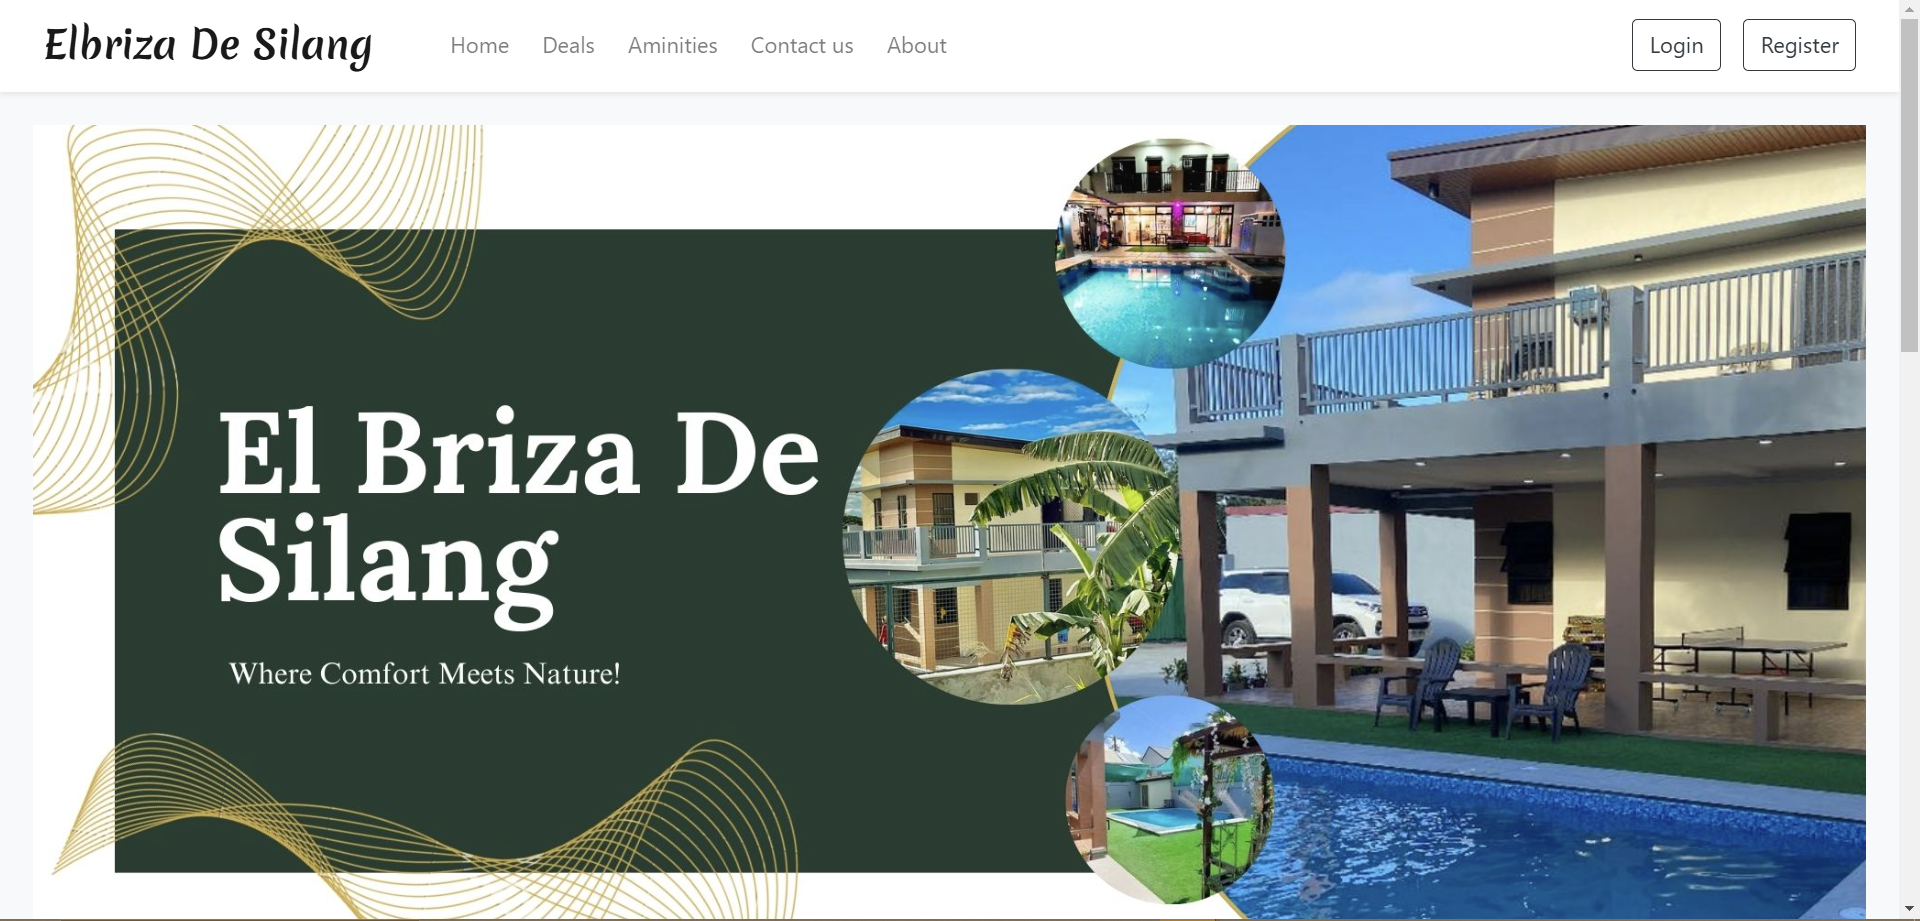 Elbriza De Silang
Home Deals Aminities Contact us About
Login Register
El Briza De
Silang
Where Comfort Meets Nature!